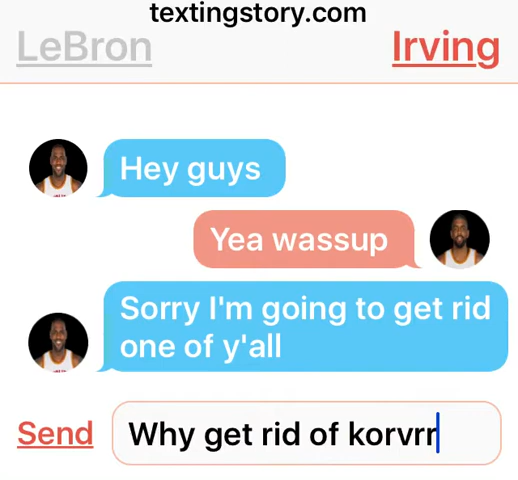 textingstory.com
LeBron
Irving
Hey guys
Yea wassup
Sorry I'm going to get rid
one of y'all
Send
Why get rid of korvrr